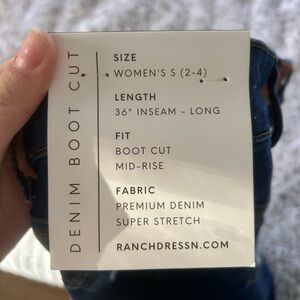 DENIM BOOT CUT
SIZE
WOMEN'S S (2-4)
LENGTH
36" INSEAM - LONG
FIT
BOOT CUT
MID-RISE
FABRIC
PREMIUM DENIM
SUPER STRETCH
RANCHDRESSN.COM